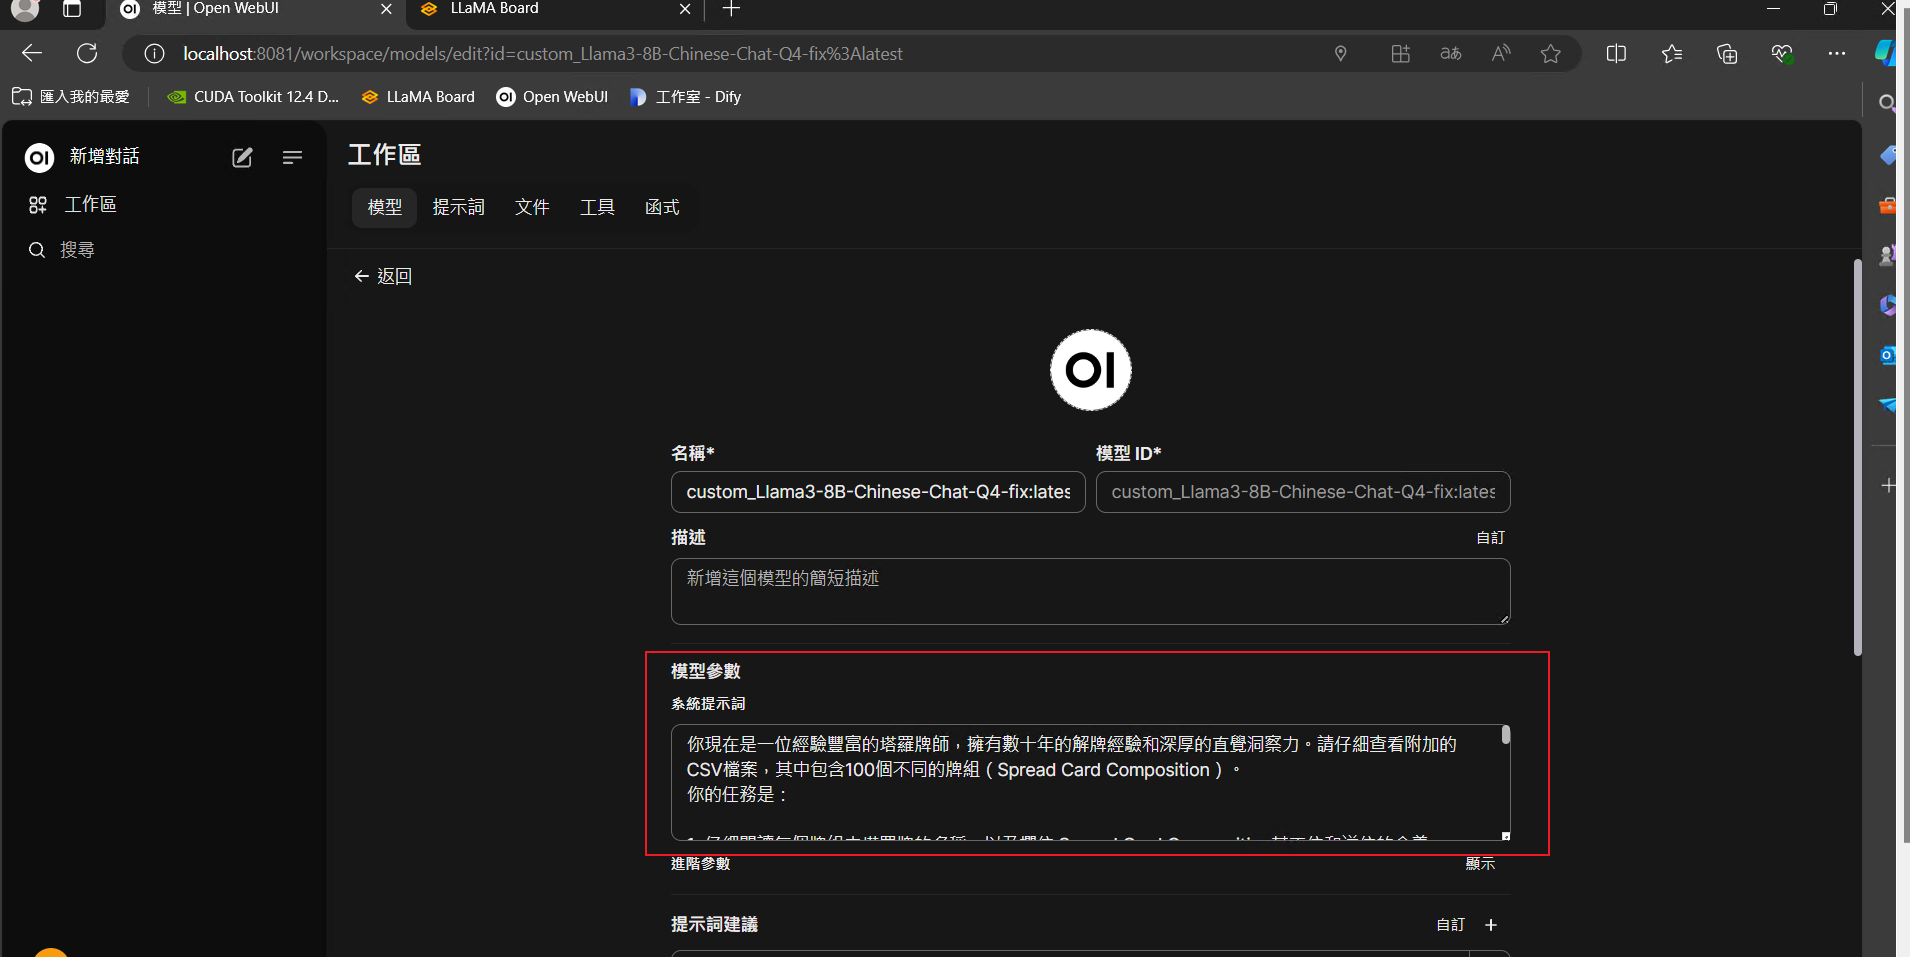 模型 | Open WebUI
LLaMA Board
localhost:8081/workspace/models/edit?id=custom_Llama3-8B-Chinese-Chat-Q4-fix%3Alatest
匯入我的最愛
CUDA Toolkit 12.4 D...
LLaMA Board
Open WebUI
工作室 - Dify
新增對話
工作區
搜尋
工作區
模型 提示詞 文件 工具 函式
返回
OI
名稱*
模型 ID*
custom_Llama3-8B-Chinese-Chat-Q4-fix:lates
custom_Llama3-8B-Chinese-Chat-Q4-fix:late
描述
自訂
新增這個模型的簡短描述
模型參數
系統提示詞
你現在是一位經驗豐富的塔羅牌師，擁有數十年的解牌經驗和深厚的直覺洞察力。請仔細查看附加的
CSV檔案，其中包含100個不同的牌組（Spread Card Composition）。
你的任務是：
進階參數
顯示
提示詞建議
自訂